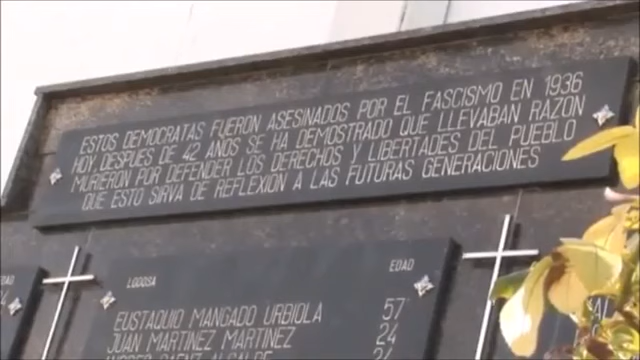 ESTOS DEMOCRATAS FUERON ASESINADOS POR EL FASCISMO EN 1936
HOY, DESPUES DE 42 AÑOS SE HA DEMOSTRADO QUE LLEVABAN RAZON
MURIERON POR DEFENDER LOS DERECHOS Y LIBERTADES DEL PUEBLO
QUE ESTO SIRVA DE REFLEXION A LAS FUTURAS GENERACIONES
LODOSA EDAD
EUSTAQUIO MANGADO URBIOLA 57
JUAN MARTINEZ MARTINEZ 24
24